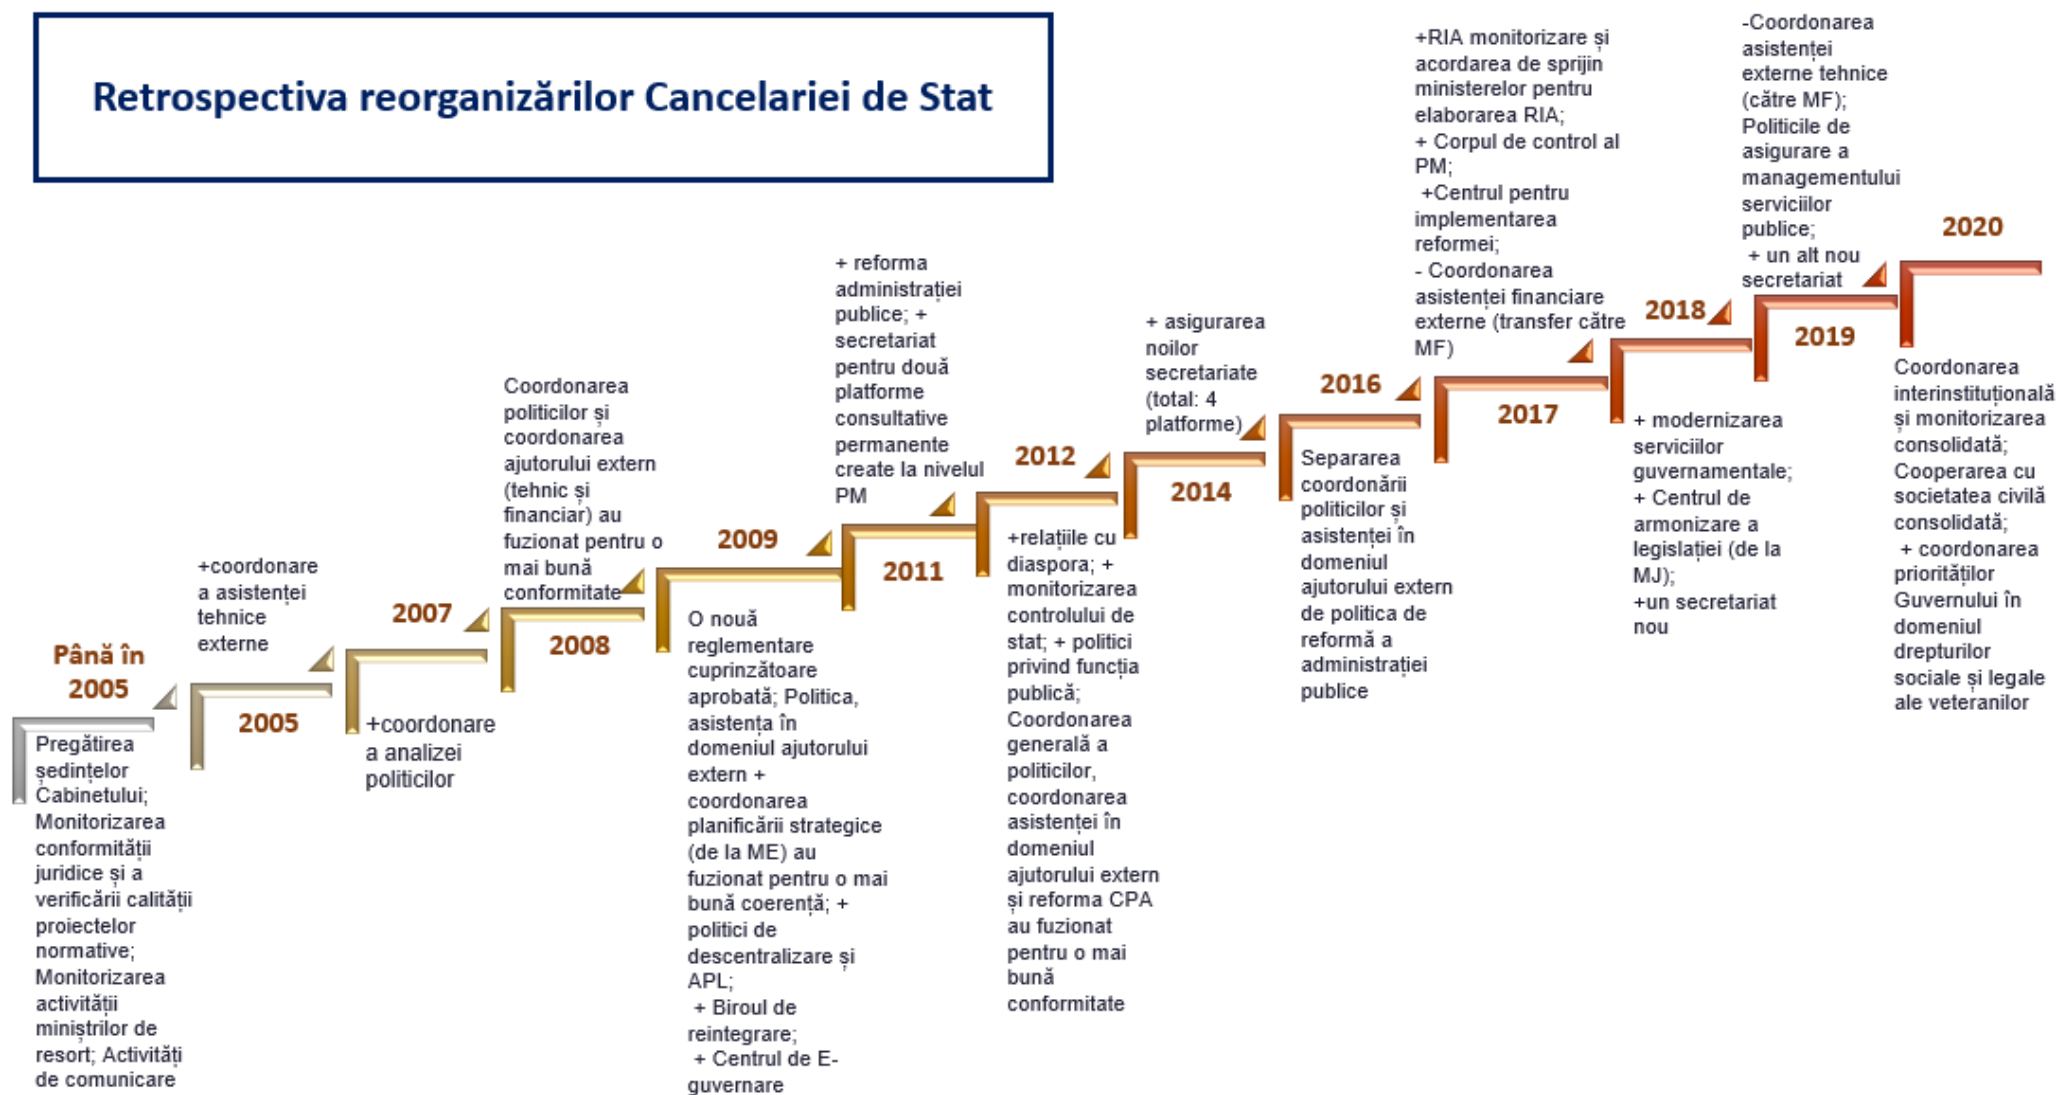 Retrospectiva reorganizărilor Cancelariei de Stat
Până în
2005
Pregătirea
ședințelor
Cabinetului;
Monitorizarea
conformității
juridice și a
verificării calității
proiectelor
normative;
Monitorizarea
activității
miniștrilor de
resort; Activități
de comunicare
+coordonare
a asistenței
tehnice
externe
2005
2007
+coordonare
a analizei
politicilor
Coordonarea
politicilor și
coordonarea
ajutorului extern
(tehnic și
financiar) au
fuzionat pentru o
mai bună
conformitate
2008
2009
O nouă
reglementare
cuprinzătoare
aprobată; Politica,
asistența în
domeniul ajutorului
extern +
coordonarea
planificării strategice
(de la ME) au
fuzionat pentru o mai
bună coerență; +
politici de
descentralizare și
APL;
+ Biroul de
reintegrare;
+ Centrul de E-
guvernare
+ reforma
administrației
publice; +
secretariat
pentru două
platforme
consultative
permanente
create la nivelul
PM
2011
2012
+relațiile cu
diaspora; +
monitorizarea
controlului de
stat; + politici
privind funcția
publică;
Coordonarea
generală a
politicilor,
coordonarea
asistenței în
domeniul
ajutorului extern
și reforma CPA
au fuzionat
pentru o mai
bună
conformitate
+ asigurarea
noilor
secretariate
(total: 4
platforme)
2014
2016
Separarea
coordonării
politicilor și
asistenței în
domeniul
ajutorului extern
de politica de
reformă a
administrației
publice
+RIA monitorizare și
acordarea de sprijin
ministerelor pentru
elaborarea RIA;
+ Corpul de control al
PM;
+Centrul pentru
implementarea
reformei;
- Coordonarea
asistenței financiare
externe (transfer către
MF)
2017
2018
+ modernizarea
serviciilor
guvernamentale;
+ Centrul de
armonizare a
legislației (de la
MJ);
+un secretariat
nou
-Coordonarea
asistenței
externe tehnice
(către MF);
Politicile de
asigurare a
managementului
serviciilor
publice;
+ un alt nou
secretariat
2019
2020
Coordonarea
interinstituțională
și monitorizarea
consolidată;
Cooperarea cu
societatea civilă
consolidată;
+ coordonarea
priorităților
Guvernului în
domeniul
drepturilor
sociale și legale
ale veteranilor